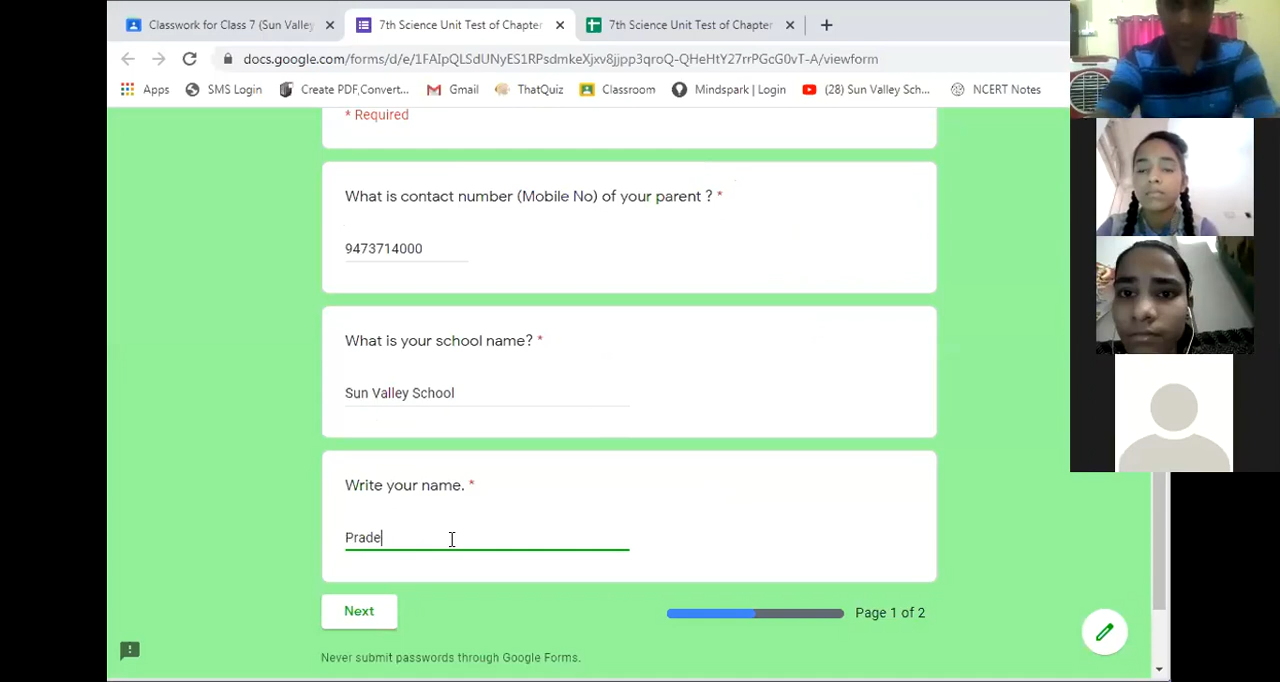 Classwork for Class 7 (Sun Valley
7th Science Unit Test of Chapter
7th Science Unit Test of Chapter
docs.google.com/forms/d/e/1FAIpQLSdUNyES1RPsdmkeXjxv8jjpp3qroQ-QHeHtY27rrPGcG0vT-A/viewform
Apps
SMS Login
Create PDF,Convert...
Gmail
ThatQuiz
Classroom
Mindspark | Login
(28) Sun Valley Sch...
NCERT Notes
* Required
What is contact number (Mobile No) of your parent ? *
9473714000
What is your school name? *
Sun Valley School
Write your name. *
Prade
Next
Page 1 of 2
Never submit passwords through Google Forms.